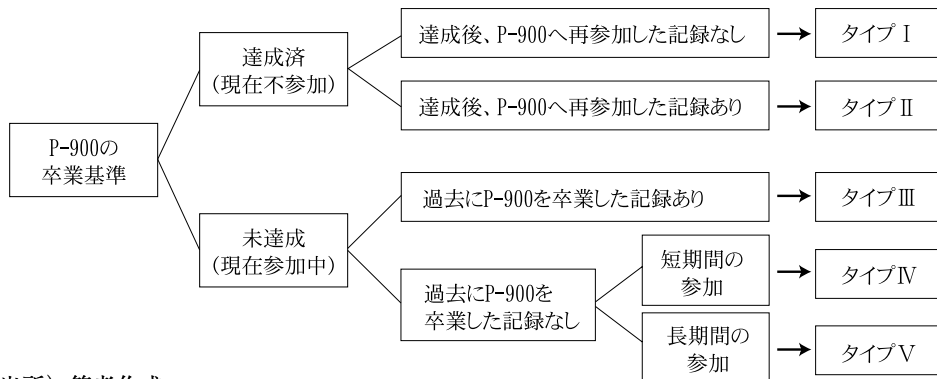 達成後、P-900へ再参加した記録なし
タイプⅠ
達成済
(現在不参加)
達成後、P-900へ再参加した記録あり
タイプⅡ
P-900の
卒業基準
過去にP-900を卒業した記録あり
タイプⅢ
未達成
(現在参加中)
短期間の
参加
タイプⅣ
過去にP-900を
卒業した記録なし
長期間の
参加
タイプⅤ